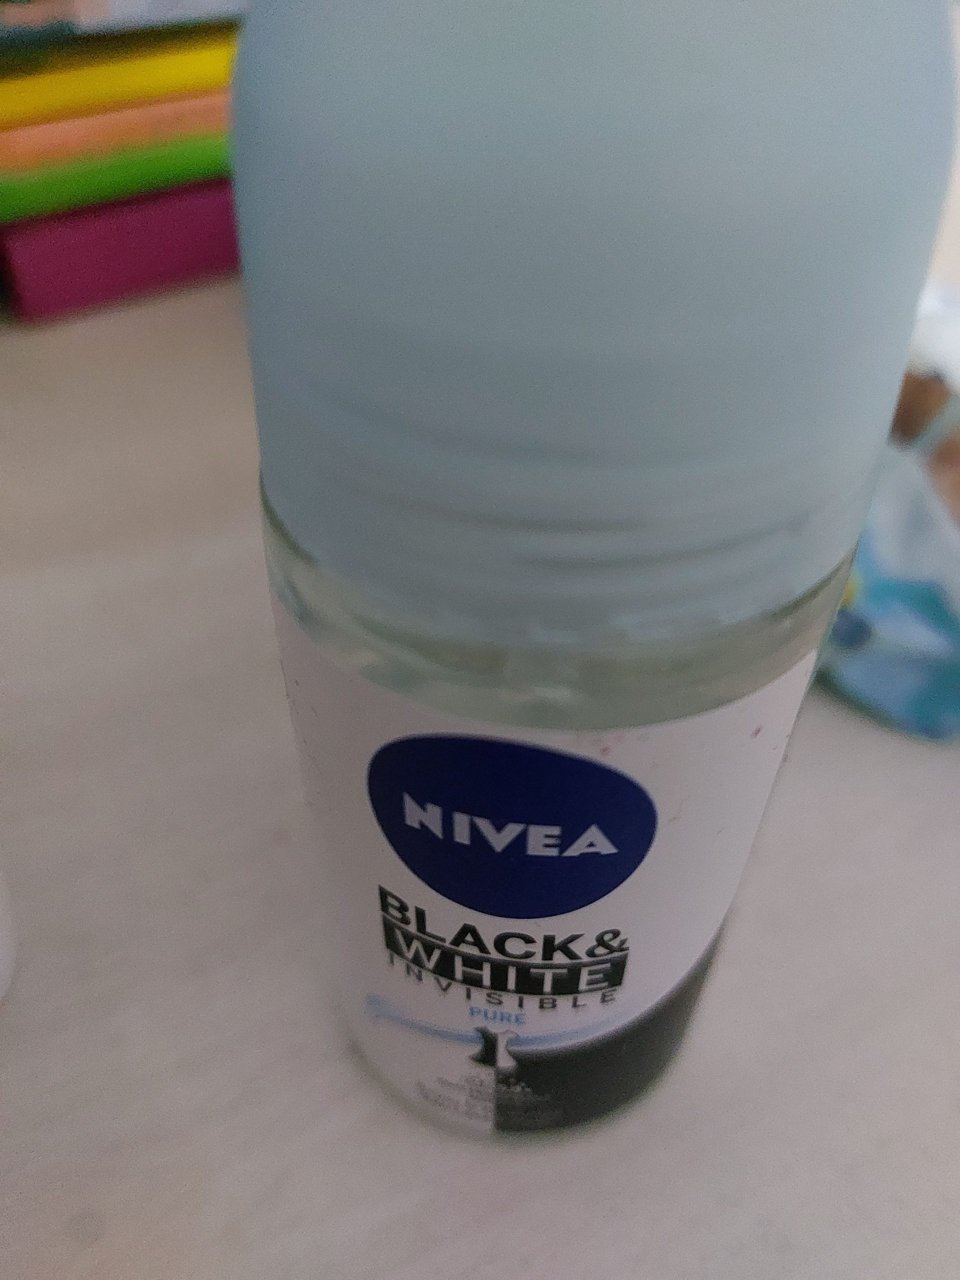 NIVEA
BLACK&
WHITE
INVISIBLE
PURE